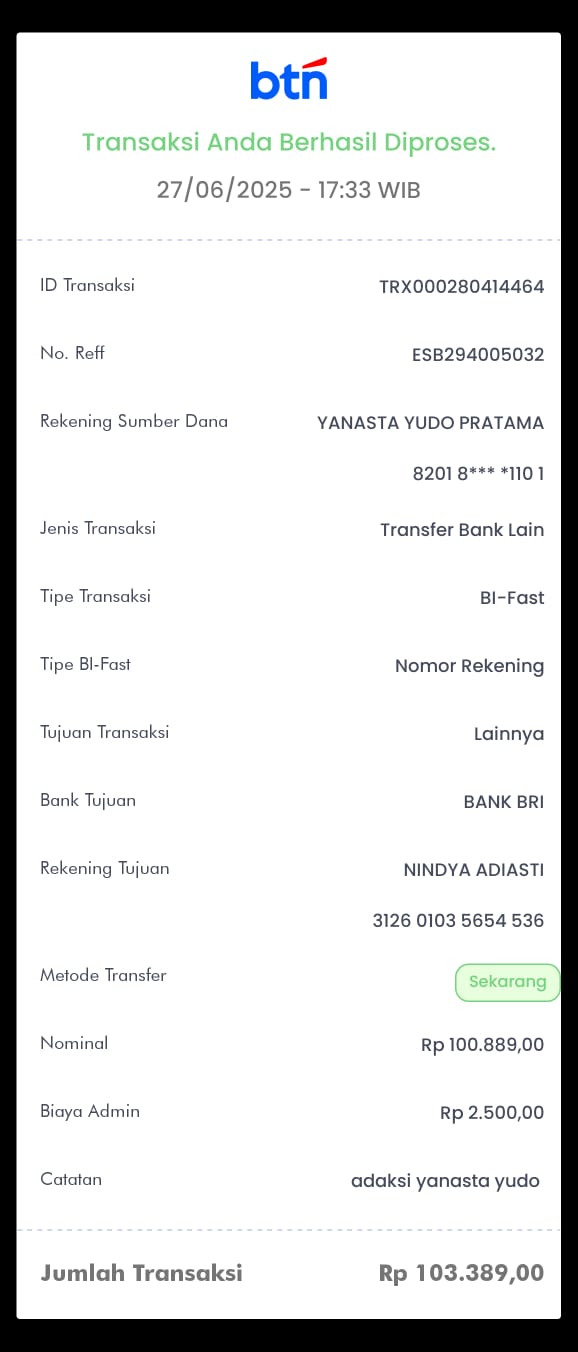 btn
Transaksi Anda Berhasil Diproses.
27/06/2025 - 17:33 WIB
ID Transaksi TRX000280414464
No. Reff ESB294005032
Rekening Sumber Dana YANASTA YUDO PRATAMA
8201 8*** *110 1
Jenis Transaksi Transfer Bank Lain
Tipe Transaksi BI-Fast
Tipe BI-Fast Nomor Rekening
Tujuan Transaksi Lainnya
Bank Tujuan BANK BRI
Rekening Tujuan NINDYA ADIASTI
3126 0103 5654 536
Metode Transfer Sekarang
Nominal Rp 100.889,00
Biaya Admin Rp 2.500,00
Catatan adaksi yanasta yudo
Jumlah Transaksi Rp 103.389,00